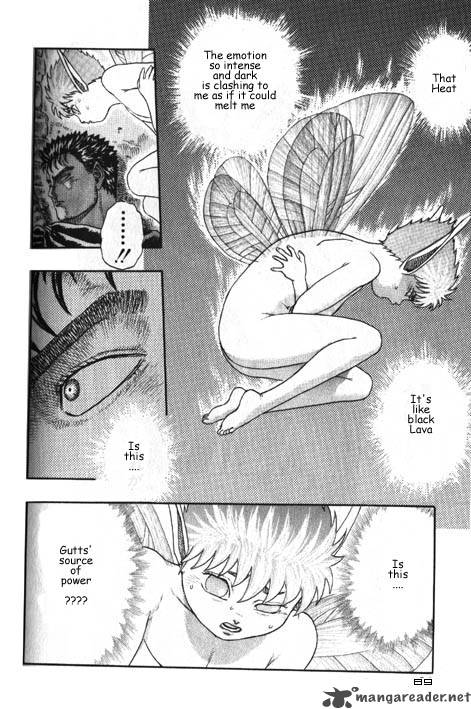 That
Heat
The emotion
so intense
and dark
is clashing to
me as if it could
melt me
......!!
It's
like
black
Lava
Is
this
....
Is
this
....
Gutts'
source
of
power
????
69
mangareader.net